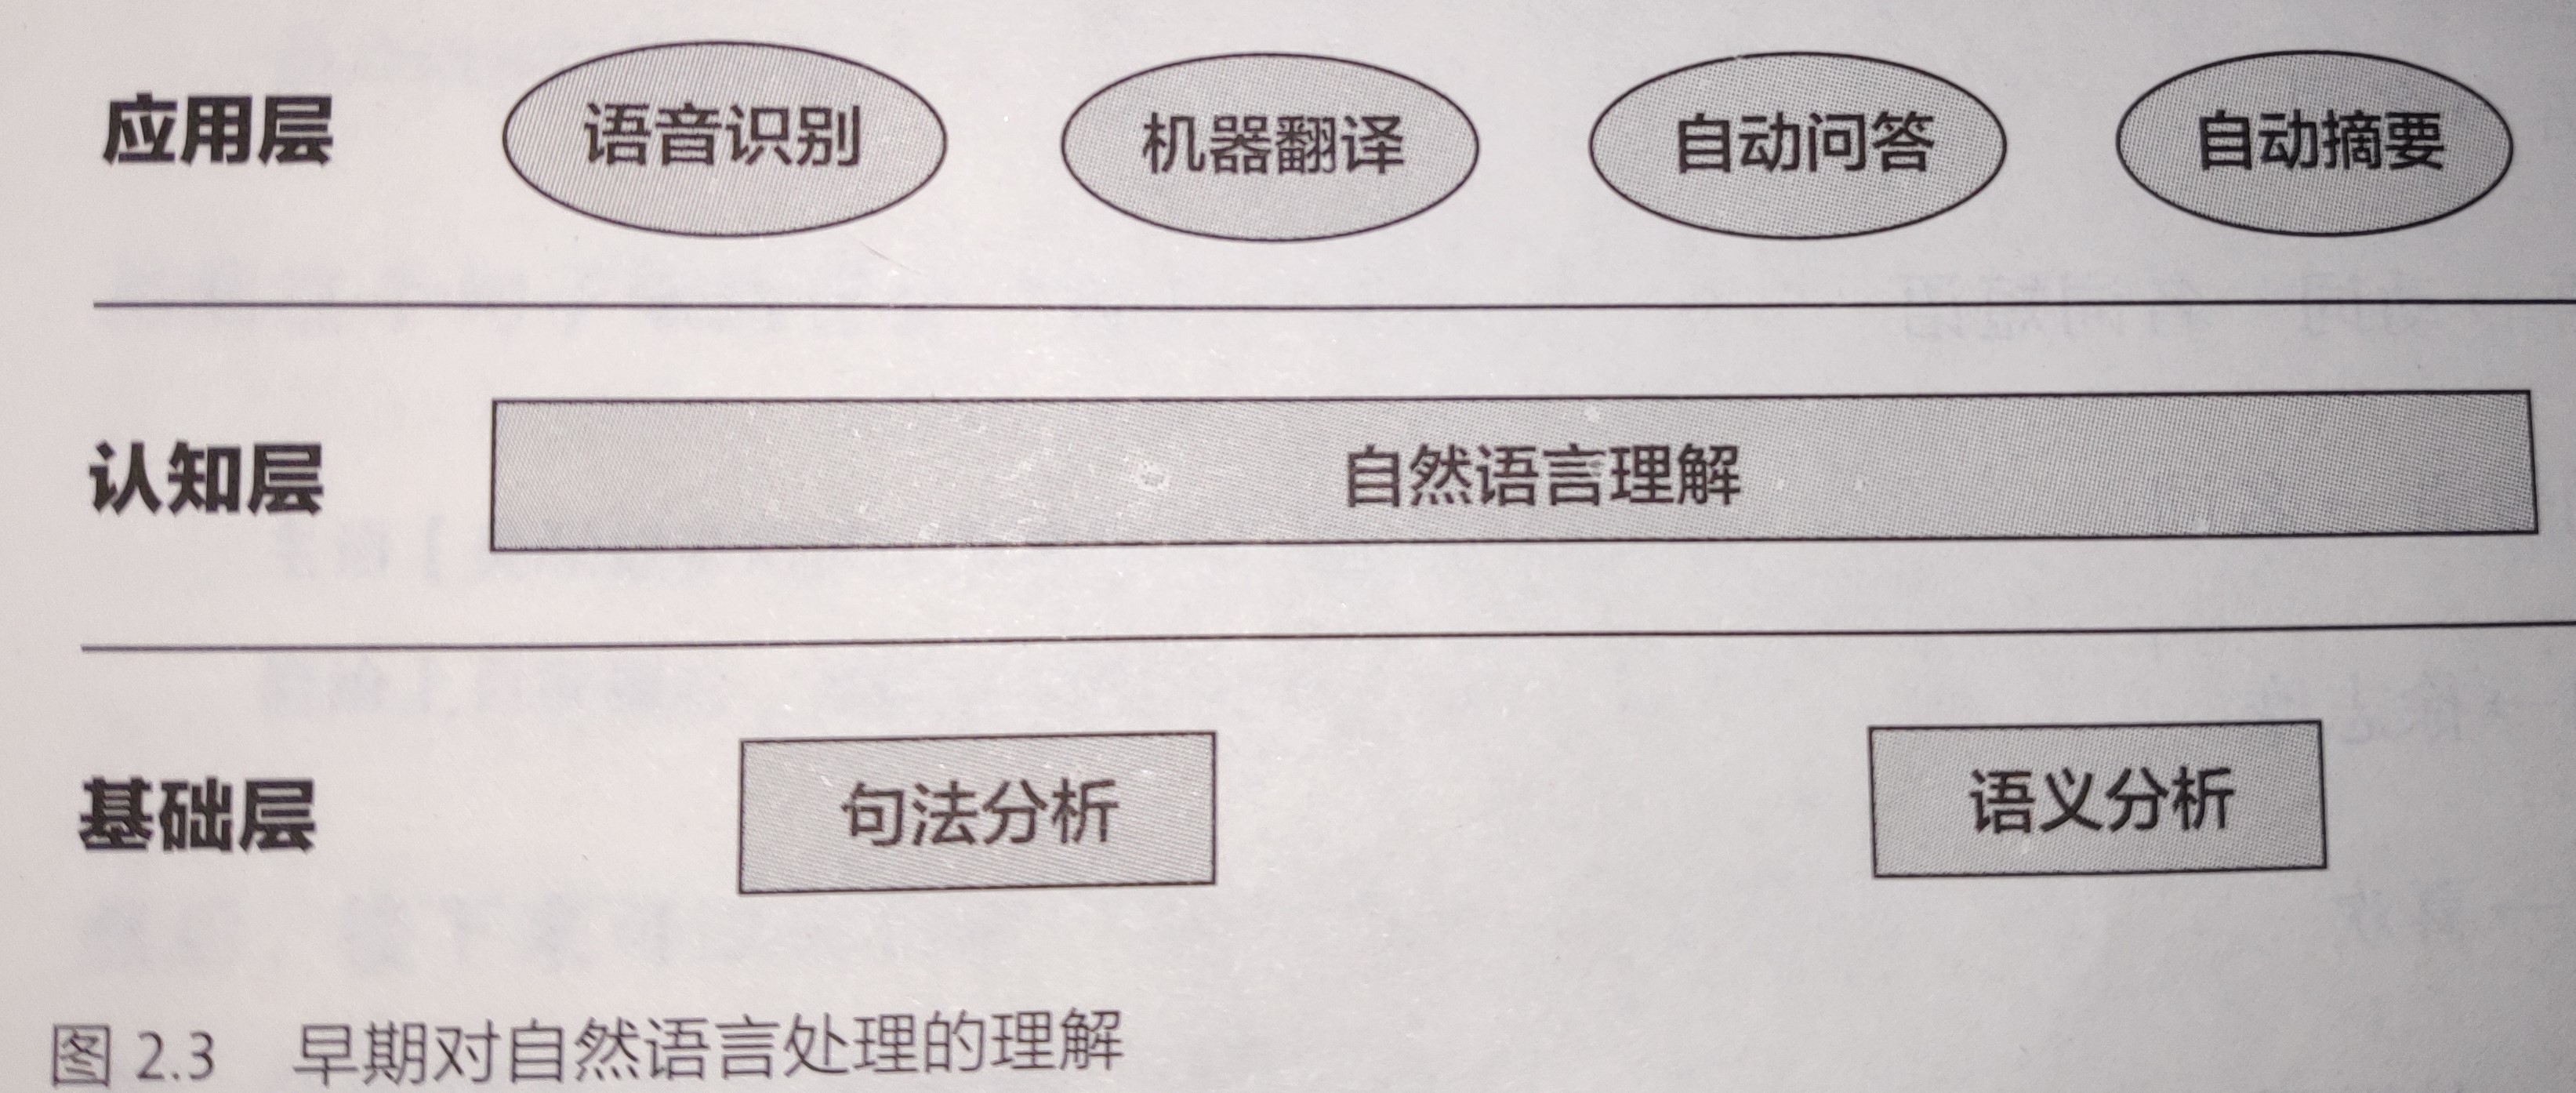 应用层 语音识别 机器翻译 自动问答 自动摘要
认知层 自然语言理解
基础层 句法分析 语义分析
图 2.3 早期对自然语言处理的理解